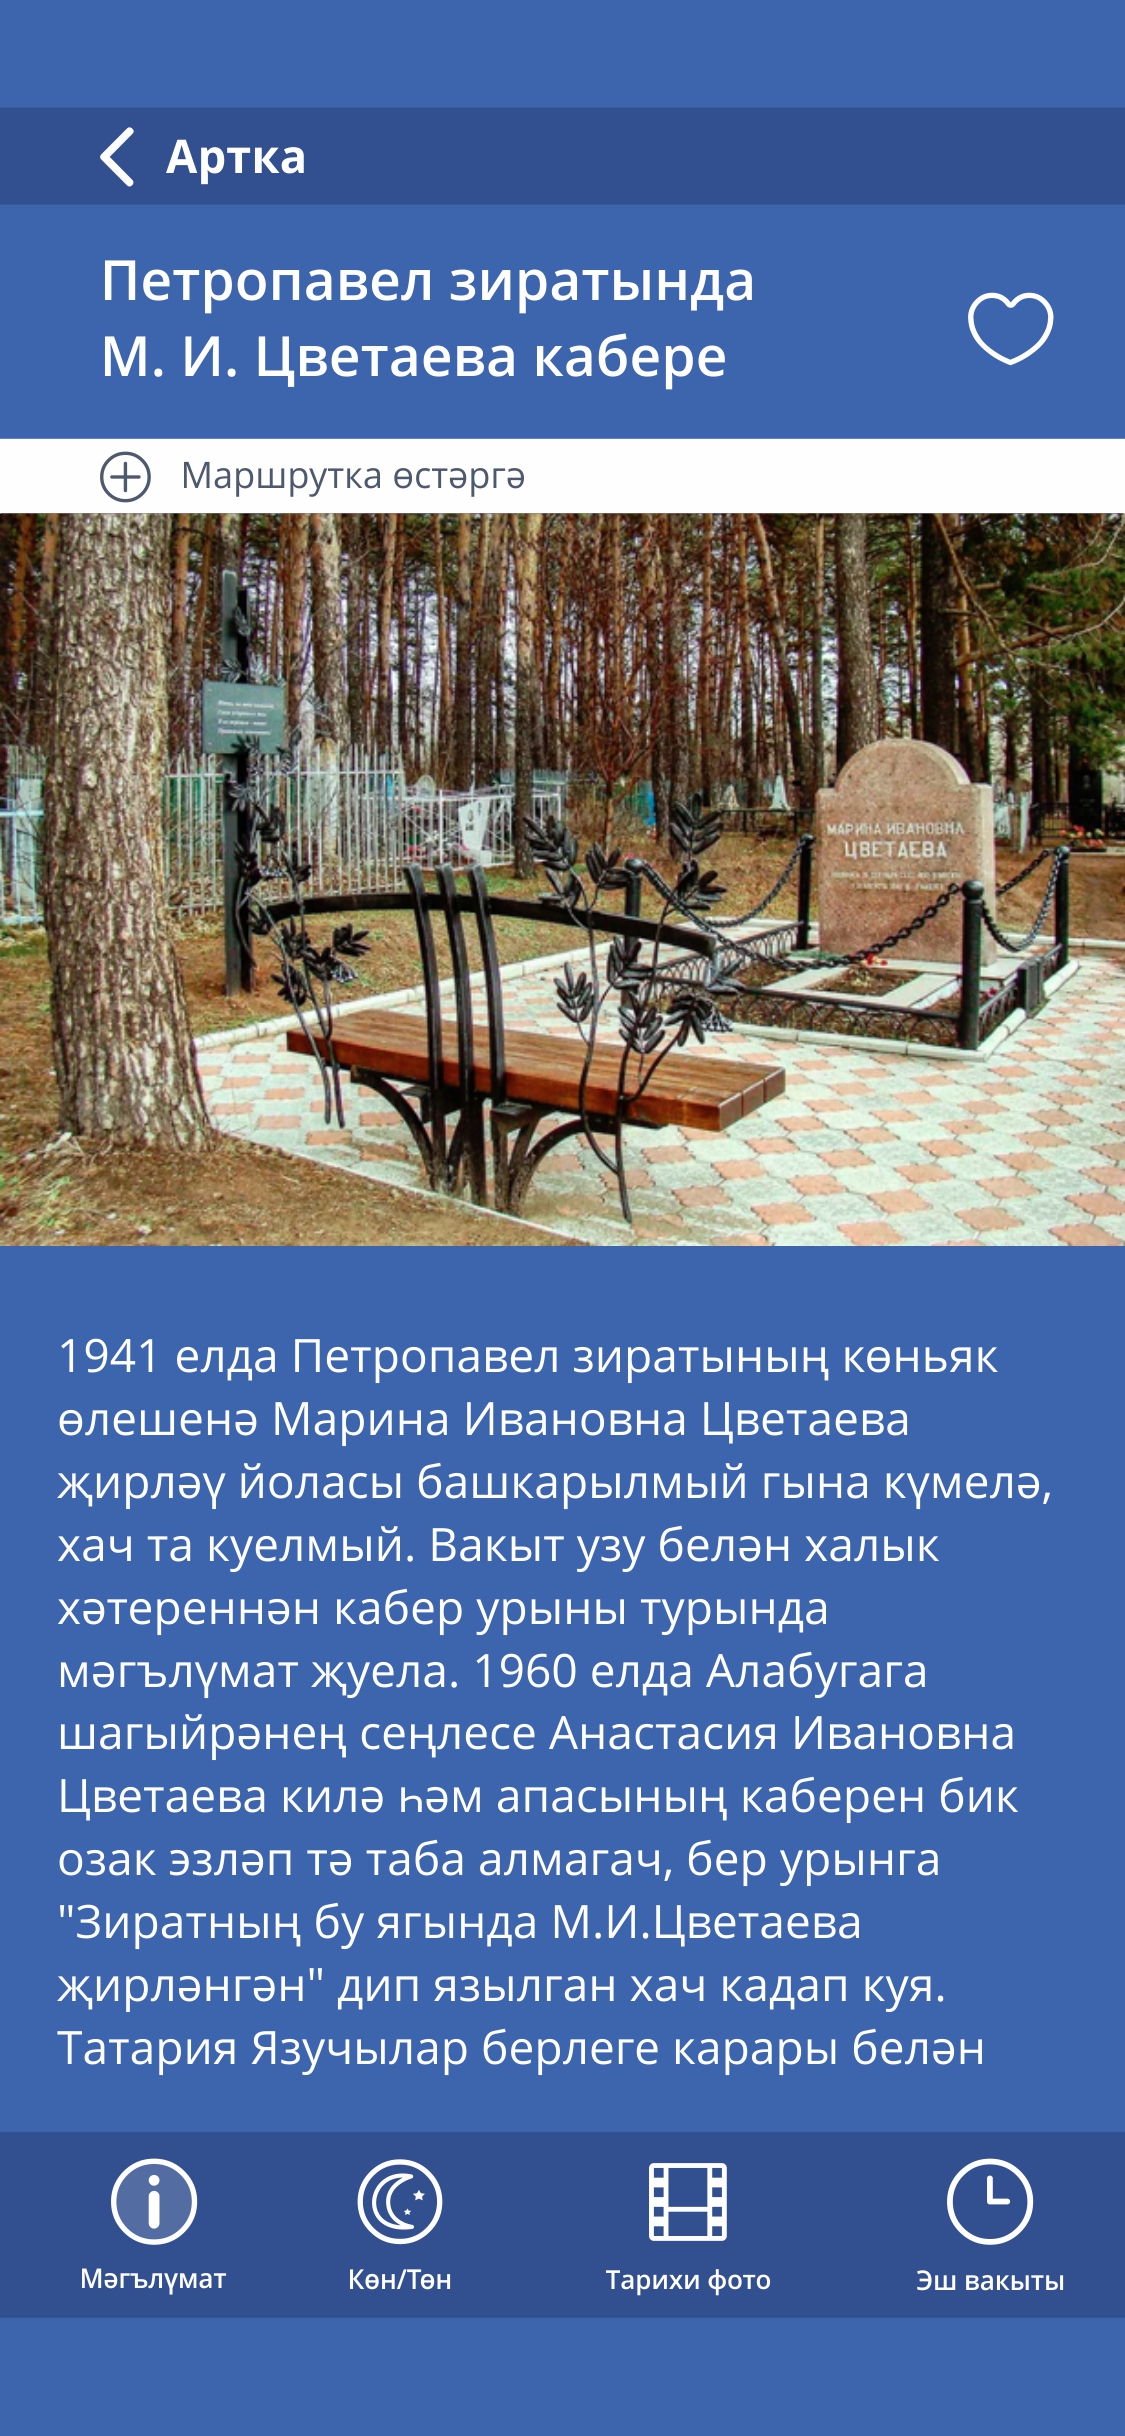 Артка
Петропавел зиратында
М. И. Цветаева кабере
Маршрутка өстәргә
МАРИНА ИВАНОВНА
ЦВЕТАЕВА
1941 елда Петропавел зиратының көньяк
өлешенә Марина Ивановна Цветаева
җирләү йоласы башкарылмый гына күмелә,
хач та куелмый. Вакыт узу белән халык
хәтереннән кабер урыны турында
мәгълүмат җуела. 1960 елда Алабугага
шагыйрәнең сеңлесе Анастасия Ивановна
Цветаева килә һәм апасының каберен бик
озак эзләп тә таба алмагач, бер урынга
"Зиратның бу ягында М.И.Цветаева
җирләнгән" дип язылган хач кадап куя.
Татария Язучылар берлеге карары белән
Мәгълүмат
Көн/Төн
Тарихи фото
Эш вакыты